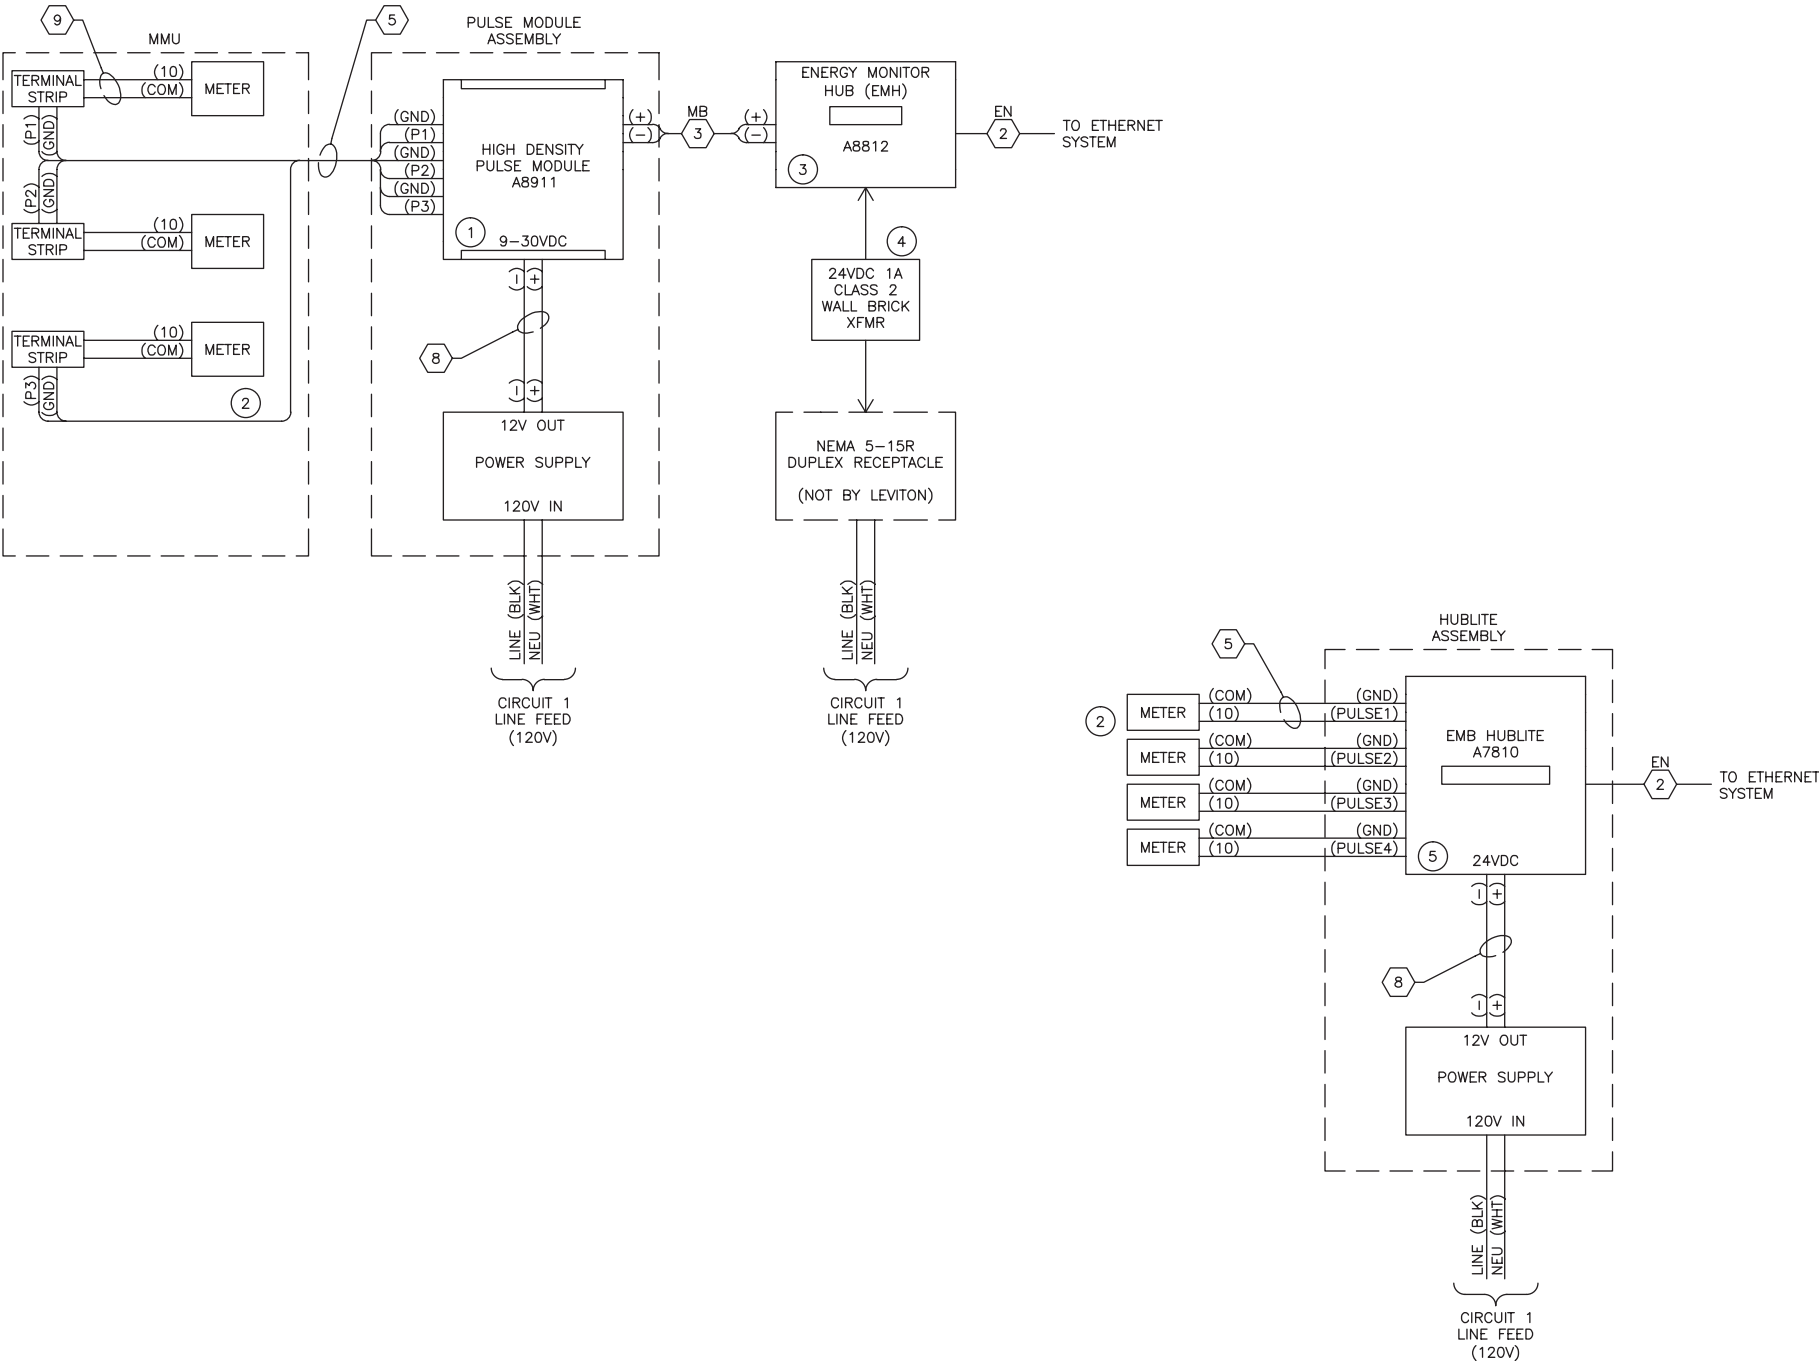 9
5
PULSE MODULE
ASSEMBLY
MMU
TERMINAL
STRIP
(10)
(COM)
METER
(P1)
(GND)
(P2)
(GND)
TERMINAL
STRIP
(10)
(COM)
METER
TERMINAL
STRIP
(10)
(COM)
METER
(P3)
(GND)
2
(GND)
(P1)
(GND)
(P2)
(GND)
(P3)
HIGH DENSITY
PULSE MODULE
A8911
1
9-30VDC
(+)
(-)
MB
3
(+)
(-)
ENERGY MONITOR
HUB (EMH)
A8812
3
EN
2
TO ETHERNET
SYSTEM
(-)
(+)
8
(-)
(+)
12V OUT
POWER SUPPLY
120V IN
LINE (BLK)
NEU (WHT)
CIRCUIT 1
LINE FEED
(120V)
4
24VDC 1A
CLASS 2
WALL BRICK
XFMR
NEMA 5-15R
DUPLEX RECEPTACLE
(NOT BY LEVITON)
LINE (BLK)
NEU (WHT)
CIRCUIT 1
LINE FEED
(120V)
HUBLITE
ASSEMBLY
5
2
METER
(COM)
(10)
(GND)
(PULSE1)
METER
(COM)
(10)
(GND)
(PULSE2)
METER
(COM)
(10)
(GND)
(PULSE3)
METER
(COM)
(10)
(GND)
(PULSE4)
EMB HUBLITE
A7810
5
24VDC
EN
2
TO ETHERNET
SYSTEM
(-)
(+)
8
(-)
(+)
12V OUT
POWER SUPPLY
120V IN
LINE (BLK)
NEU (WHT)
CIRCUIT 1
LINE FEED
(120V)